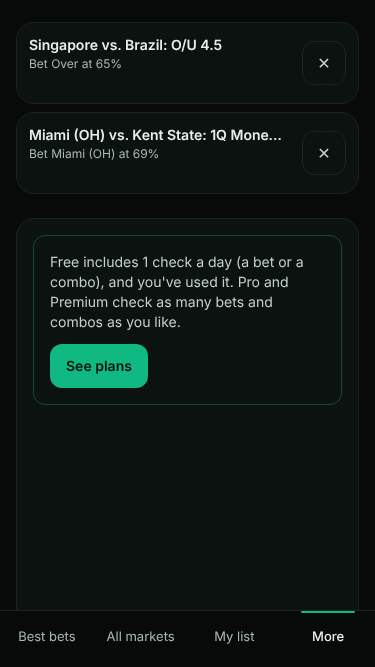 Singapore vs. Brazil: O/U 4.5
Bet Over at 65%
✕
Miami (OH) vs. Kent State: 1Q Mone...
Bet Miami (OH) at 69%
✕
Free includes 1 check a day (a bet or a
combo), and you've used it. Pro and
Premium check as many bets and
combos as you like.
See plans
Best bets
All markets
My list
More